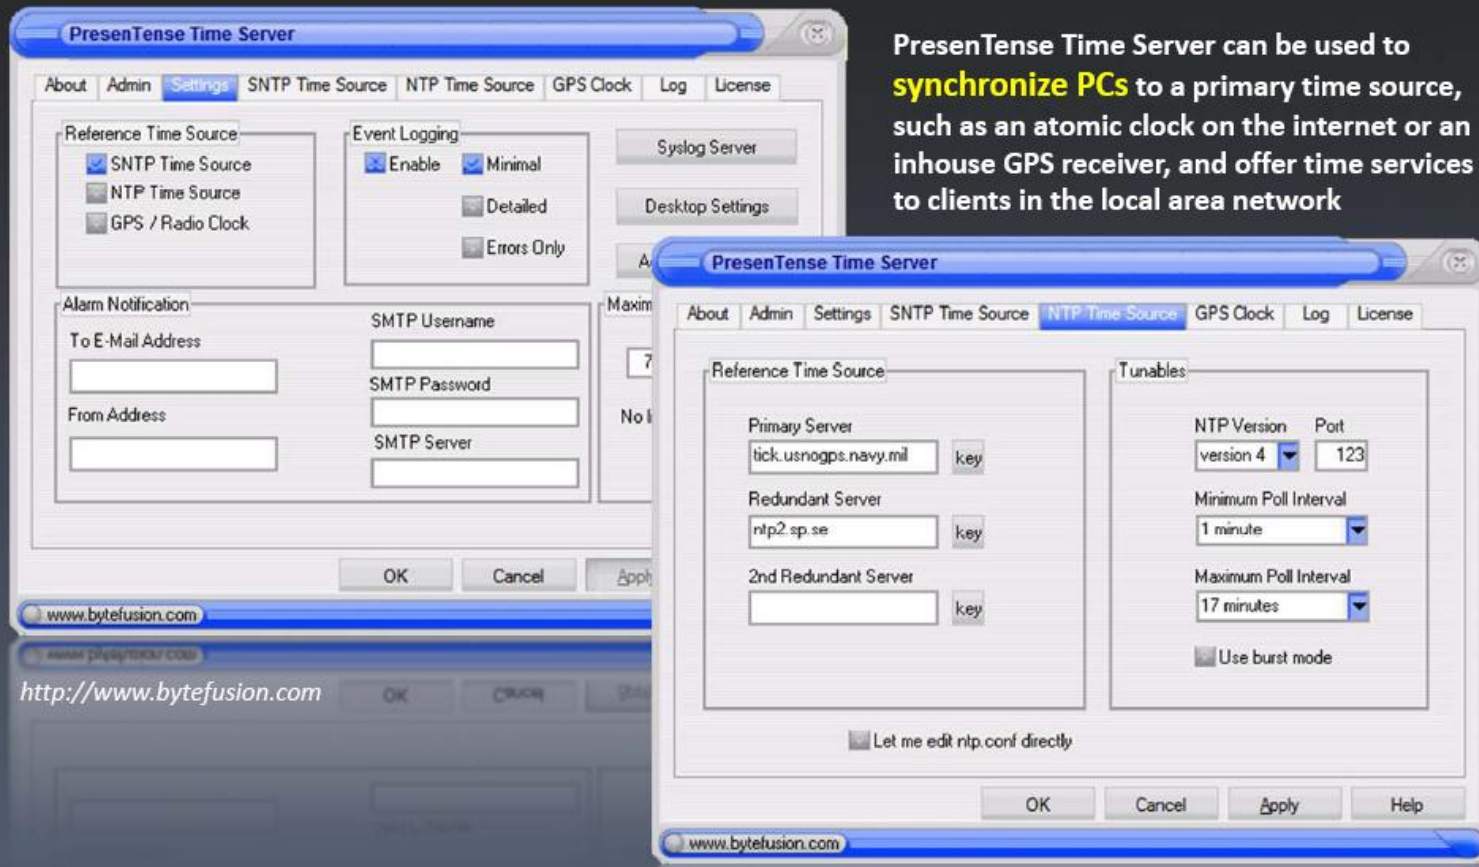 PresenTense Time Server
About Admin Settings SNTP Time Source NTP Time Source GPS Clock Log License
Reference Time Source
SNTP Time Source
NTP Time Source
GPS / Radio Clock
Event Logging
Enable Minimal
Detailed
Errors Only
Syslog Server
Desktop Settings
Alarm Notification
To E-Mail Address
From Address
SMTP Username
SMTP Password
SMTP Server
OK Cancel Apply
www.bytefusion.com
http://www.bytefusion.com
PresenTense Time Server can be used to
synchronize PCs to a primary time source,
such as an atomic clock on the internet or an
inhouse GPS receiver, and offer time services
to clients in the local area network
PresenTense Time Server
About Admin Settings SNTP Time Source NTP Time Source GPS Clock Log License
Reference Time Source
Primary Server
tick.usnogps.navy.mil key
Redundant Server
ntp2.sp.se key
2nd Redundant Server
key
Tunables
NTP Version Port
version 4 123
Minimum Poll Interval
1 minute
Maximum Poll Interval
17 minutes
Use burst mode
Let me edit ntp.conf directly
OK Cancel Apply Help
www.bytefusion.com